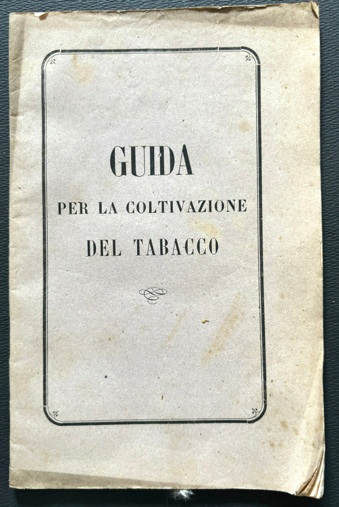 GUIDA
PER LA COLTIVAZIONE
DEL TABACCO